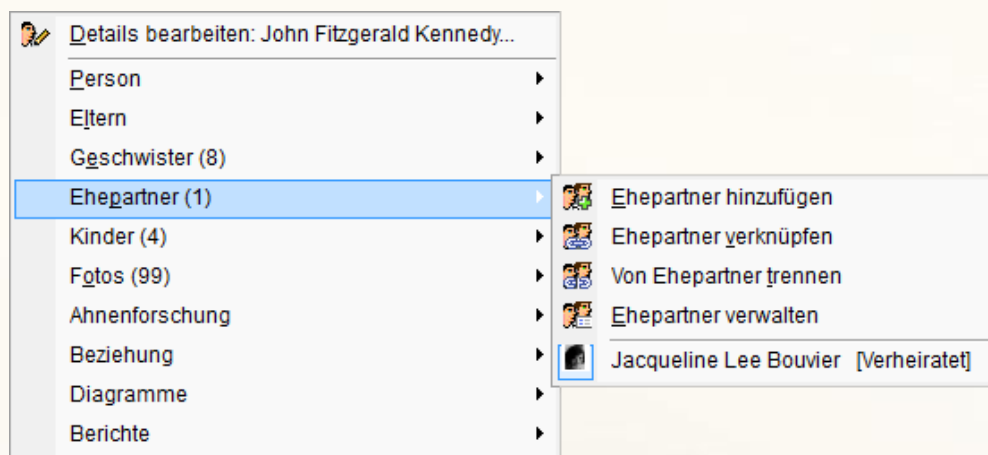 Details bearbeiten: John Fitzgerald Kennedy...
Person
Eltern
Geschwister (8)
Ehepartner (1)
Kinder (4)
Fotos (99)
Ahnenforschung
Beziehung
Diagramme
Berichte
Ehepartner hinzufügen
Ehepartner verknüpfen
Von Ehepartner trennen
Ehepartner verwalten
Jacqueline Lee Bouvier [Verheiratet]